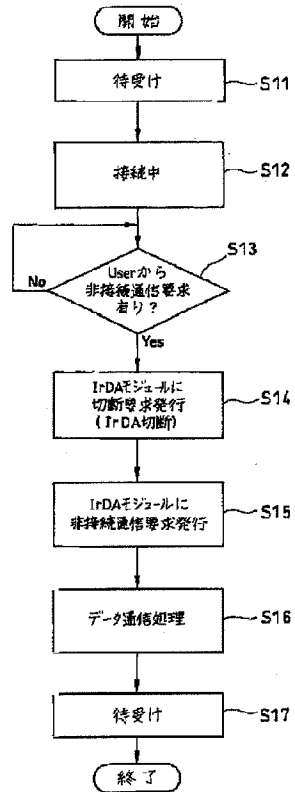 開始
待受け
S11
接続中
S12
S13
Userから
非接続通信要求
有り?
No
Yes
IrDAモジュールに
切断要求発行
(IrDA切断)
S14
IrDAモジュールに
非接続通信要求発行
S15
データ通信処理
S16
待受け
S17
終了